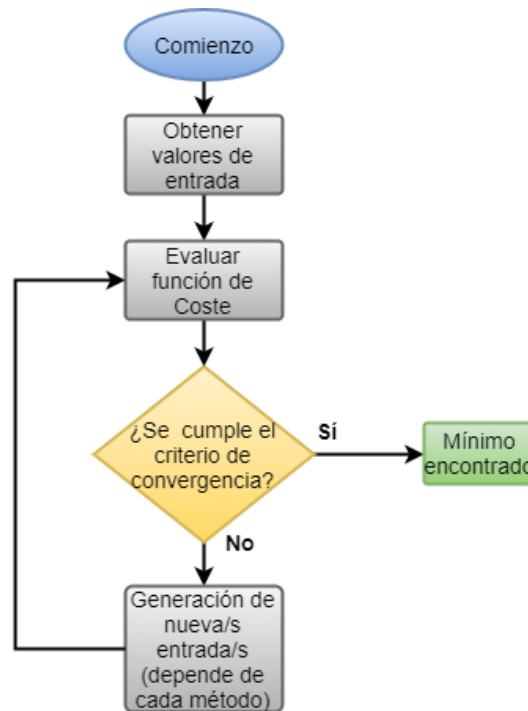 Comienzo
Obtener
valores de
entrada
Evaluar
función de
Coste
¿Se cumple el
criterio de
convergencia?
Sí
Mínimo
encontrado
No
Generación de
nueva/s
entrada/s
(depende de
cada método)